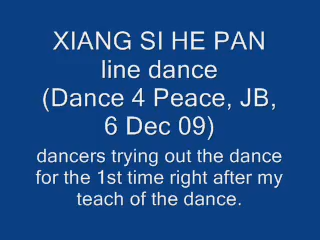 XIANG SI HE PAN
line dance
(Dance 4 Peace, JB,
6 Dec 09)
dancers trying out the dance
for the 1st time right after my
teach of the dance.